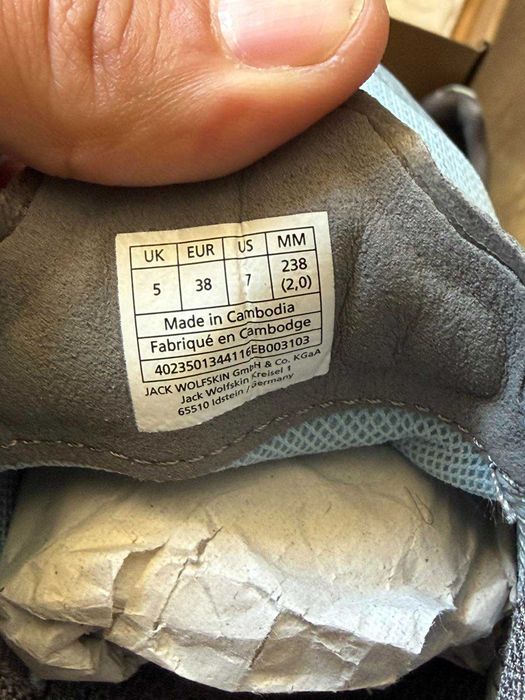 UK EUR US MM
5 38 7 238 (2,0)
Made in Cambodia
Fabriqué en Cambodge
4023501344116EB003103
JACK WOLFSKIN GmbH & Co. KGaA
Jack Wolfskin Kreisel 1
65510 Idstein / Germany